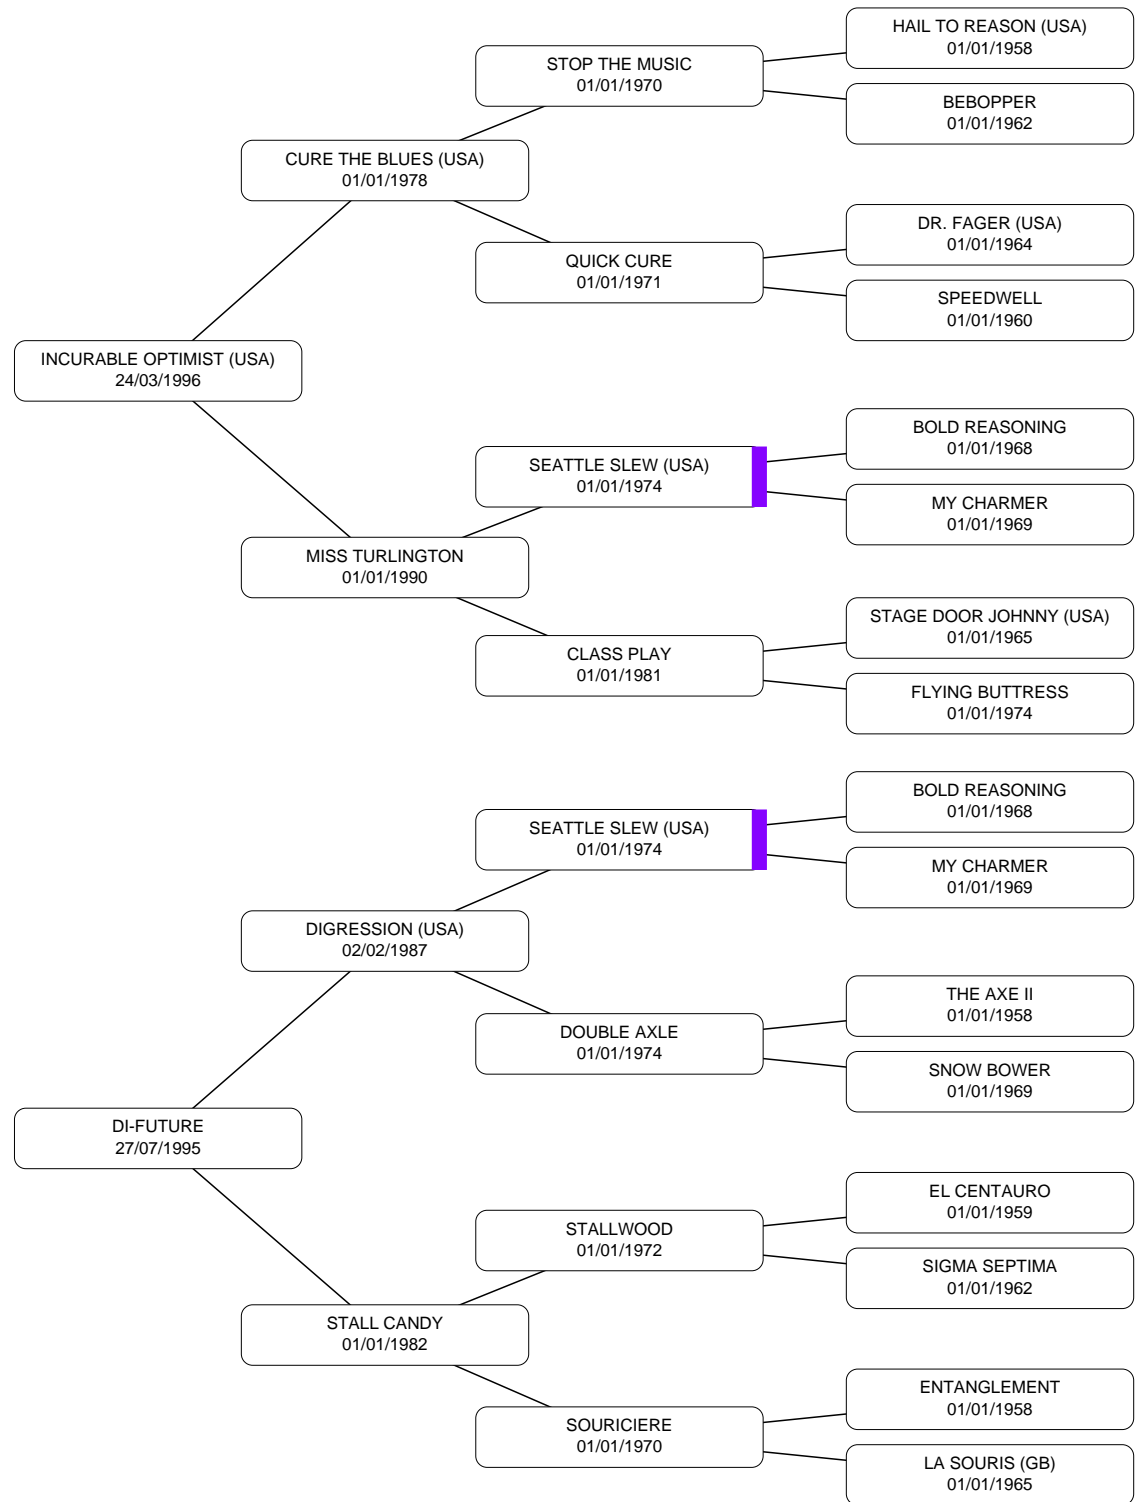 HAIL TO REASON (USA)
01/01/1958
STOP THE MUSIC
01/01/1970
BEBOPPER
01/01/1962
CURE THE BLUES (USA)
01/01/1978
DR. FAGER (USA)
01/01/1964
QUICK CURE
01/01/1971
SPEEDWELL
01/01/1960
INCURABLE OPTIMIST (USA)
24/03/1996
BOLD REASONING
01/01/1968
SEATTLE SLEW (USA)
01/01/1974
MY CHARMER
01/01/1969
MISS TURLINGTON
01/01/1990
STAGE DOOR JOHNNY (USA)
01/01/1965
CLASS PLAY
01/01/1981
FLYING BUTTRESS
01/01/1974
BOLD REASONING
01/01/1968
SEATTLE SLEW (USA)
01/01/1974
MY CHARMER
01/01/1969
DIGRESSION (USA)
02/02/1987
THE AXE II
01/01/1958
DOUBLE AXLE
01/01/1974
SNOW BOWER
01/01/1969
DI-FUTURE
27/07/1995
EL CENTAURO
01/01/1959
STALLWOOD
01/01/1972
SIGMA SEPTIMA
01/01/1962
STALL CANDY
01/01/1982
ENTANGLEMENT
01/01/1958
SOURICIERE
01/01/1970
LA SOURIS (GB)
01/01/1965